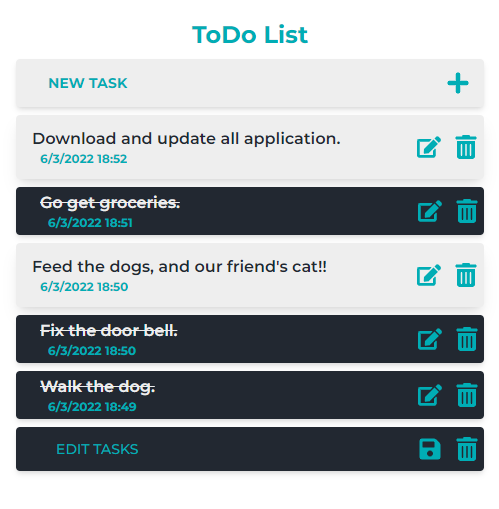 ToDo List
NEW TASK
Download and update all application.
6/3/2022 18:52
Go get groceries.
6/3/2022 18:51
Feed the dogs, and our friend's cat!!
6/3/2022 18:50
Fix the door bell.
6/3/2022 18:50
Walk the dog.
6/3/2022 18:49
EDIT TASKS